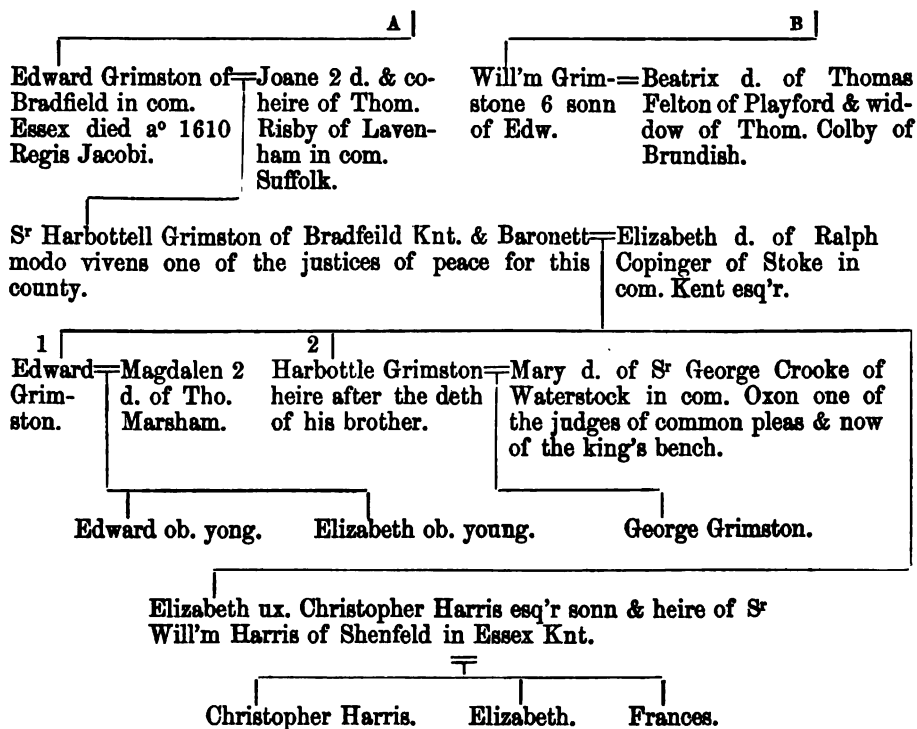 A
B
Edward Grimston of
Bradfield in com.
Essex died aº 1610
Regis Jacobi.
Joane 2 d. & co-
heire of Thom.
Risby of Laven-
ham in com.
Suffolk.
Will'm Grim-
stone 6 sonn
of Edw.
Beatrix d. of Thomas
Felton of Playford & wid-
dow of Thom. Colby of
Brundish.
Sʳ Harbottell Grimston of Bradfeild Knt. & Baronett
modo vivens one of the justices of peace for this
county.
Elizabeth d. of Ralph
Copinger of Stoke in
com. Kent esq'r.
1
Edward
Grim-
ston.
Magdalen 2
d. of Tho.
Marsham.
2
Harbottle Grimston
heire after the deth
of his brother.
Mary d. of Sʳ George Crooke of
Waterstock in com. Oxon one of
the judges of common pleas & now
of the king's bench.
Edward ob. yong.
Elizabeth ob. young.
George Grimston.
Elizabeth ux. Christopher Harris esq'r sonn & heire of Sʳ
Will'm Harris of Shenfeld in Essex Knt.
Christopher Harris.
Elizabeth.
Frances.